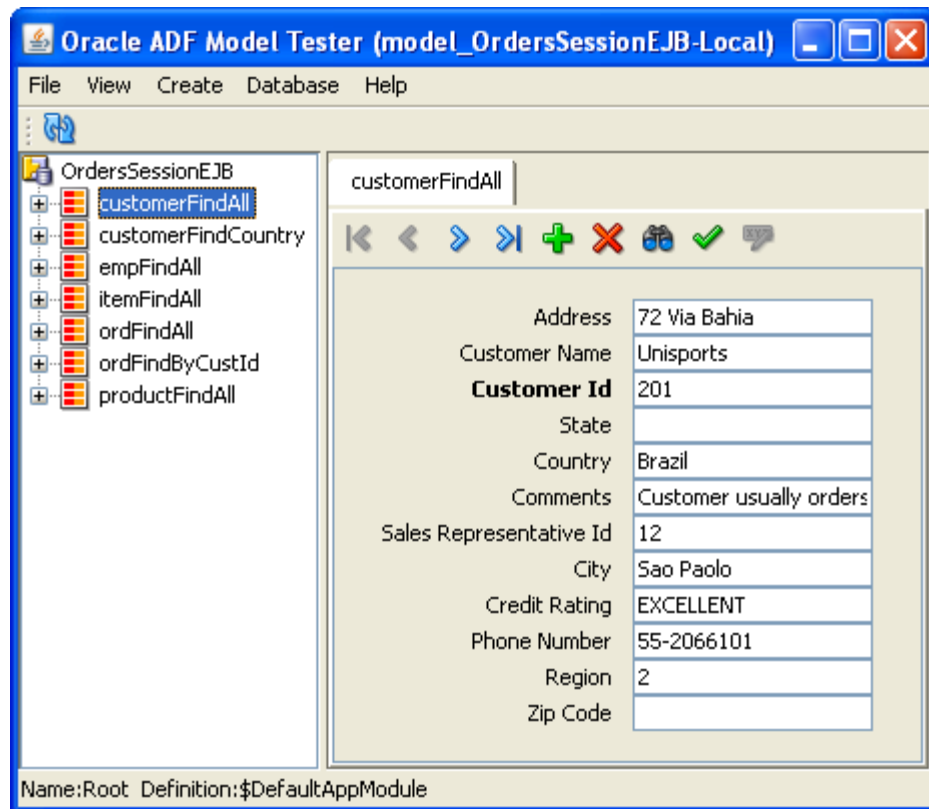 Oracle ADF Model Tester (model_OrdersSessionEJB-Local)
File View Create Database Help
OrdersSessionEJB
customerFindAll
customerFindCountry
empFindAll
itemFindAll
ordFindAll
ordFindByCustId
productFindAll
customerFindAll
Address 72 Via Bahia
Customer Name Unisports
Customer Id 201
State
Country Brazil
Comments Customer usually orders
Sales Representative Id 12
City Sao Paolo
Credit Rating EXCELLENT
Phone Number 55-2066101
Region 2
Zip Code
Name:Root Definition:$DefaultAppModule